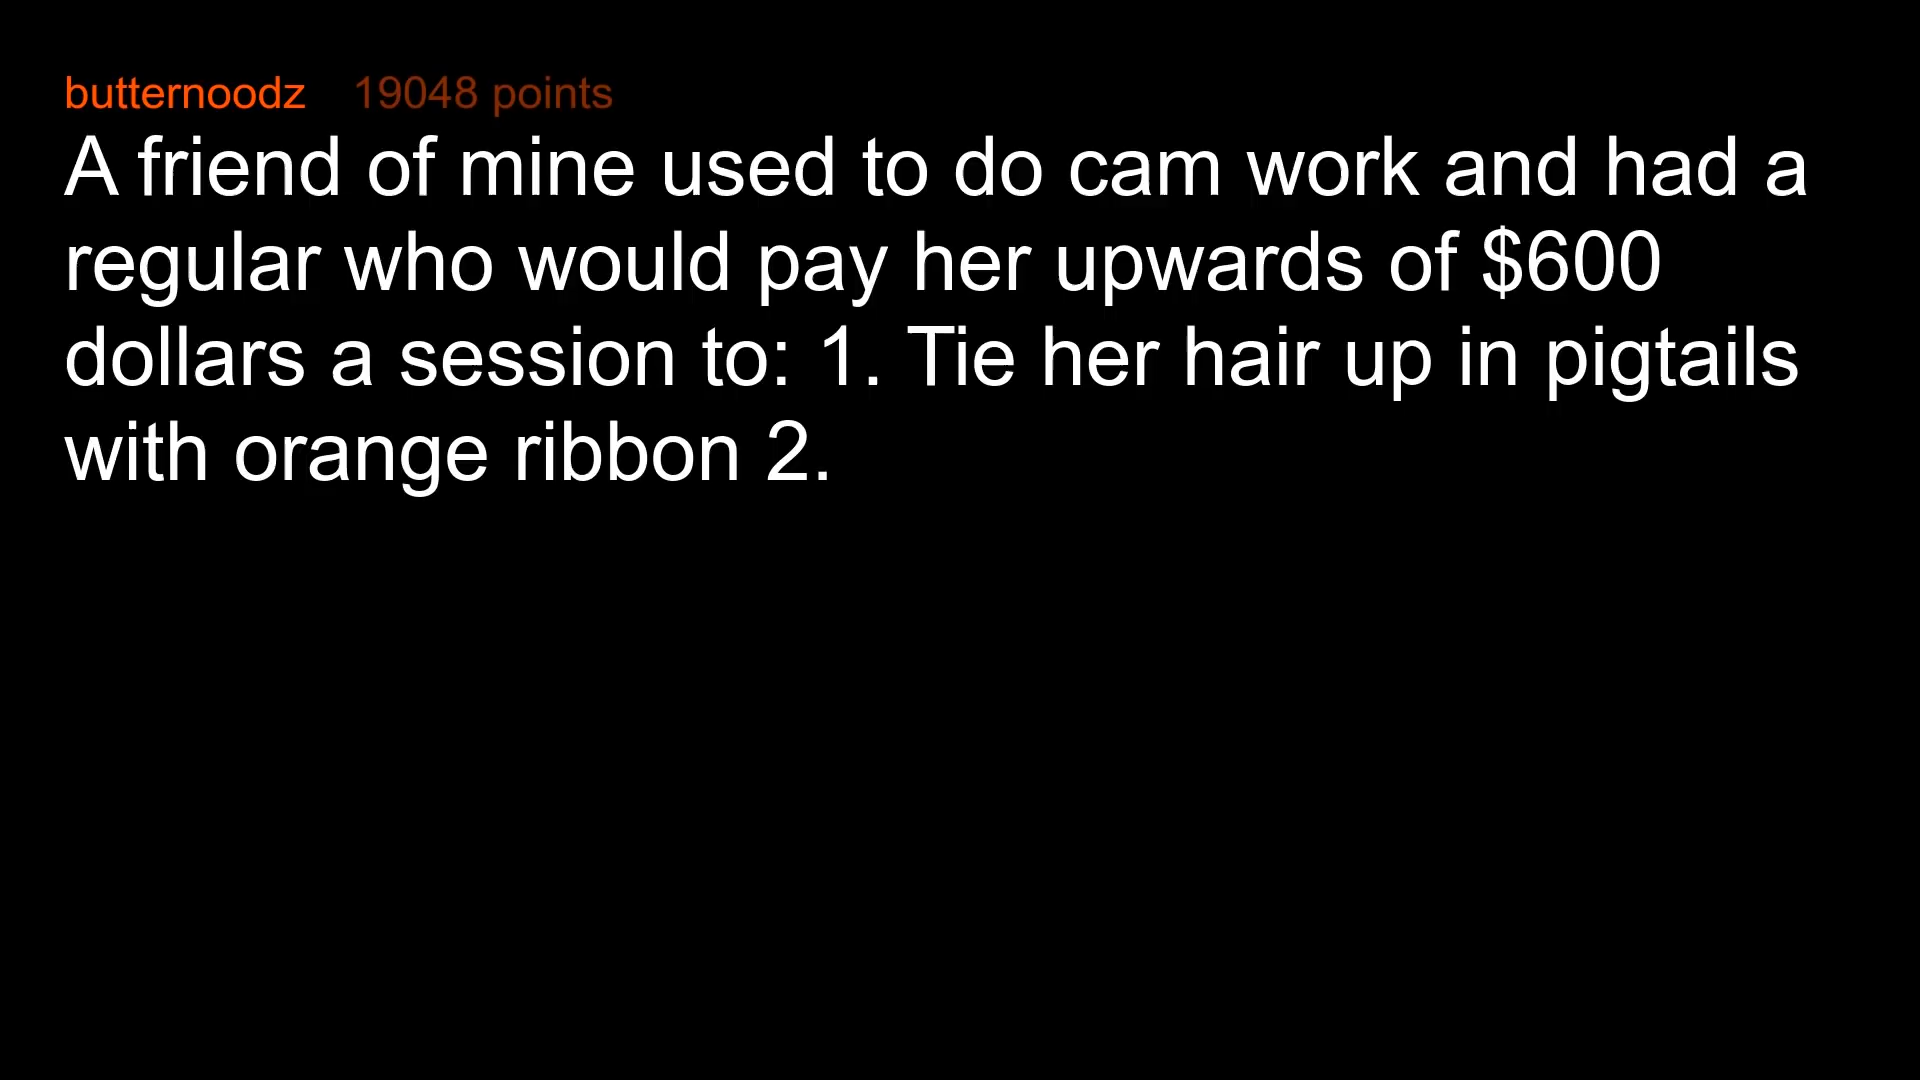 butternoodz 19048 points
A friend of mine used to do cam work and had a
regular who would pay her upwards of $600
dollars a session to: 1. Tie her hair up in pigtails
with orange ribbon 2.